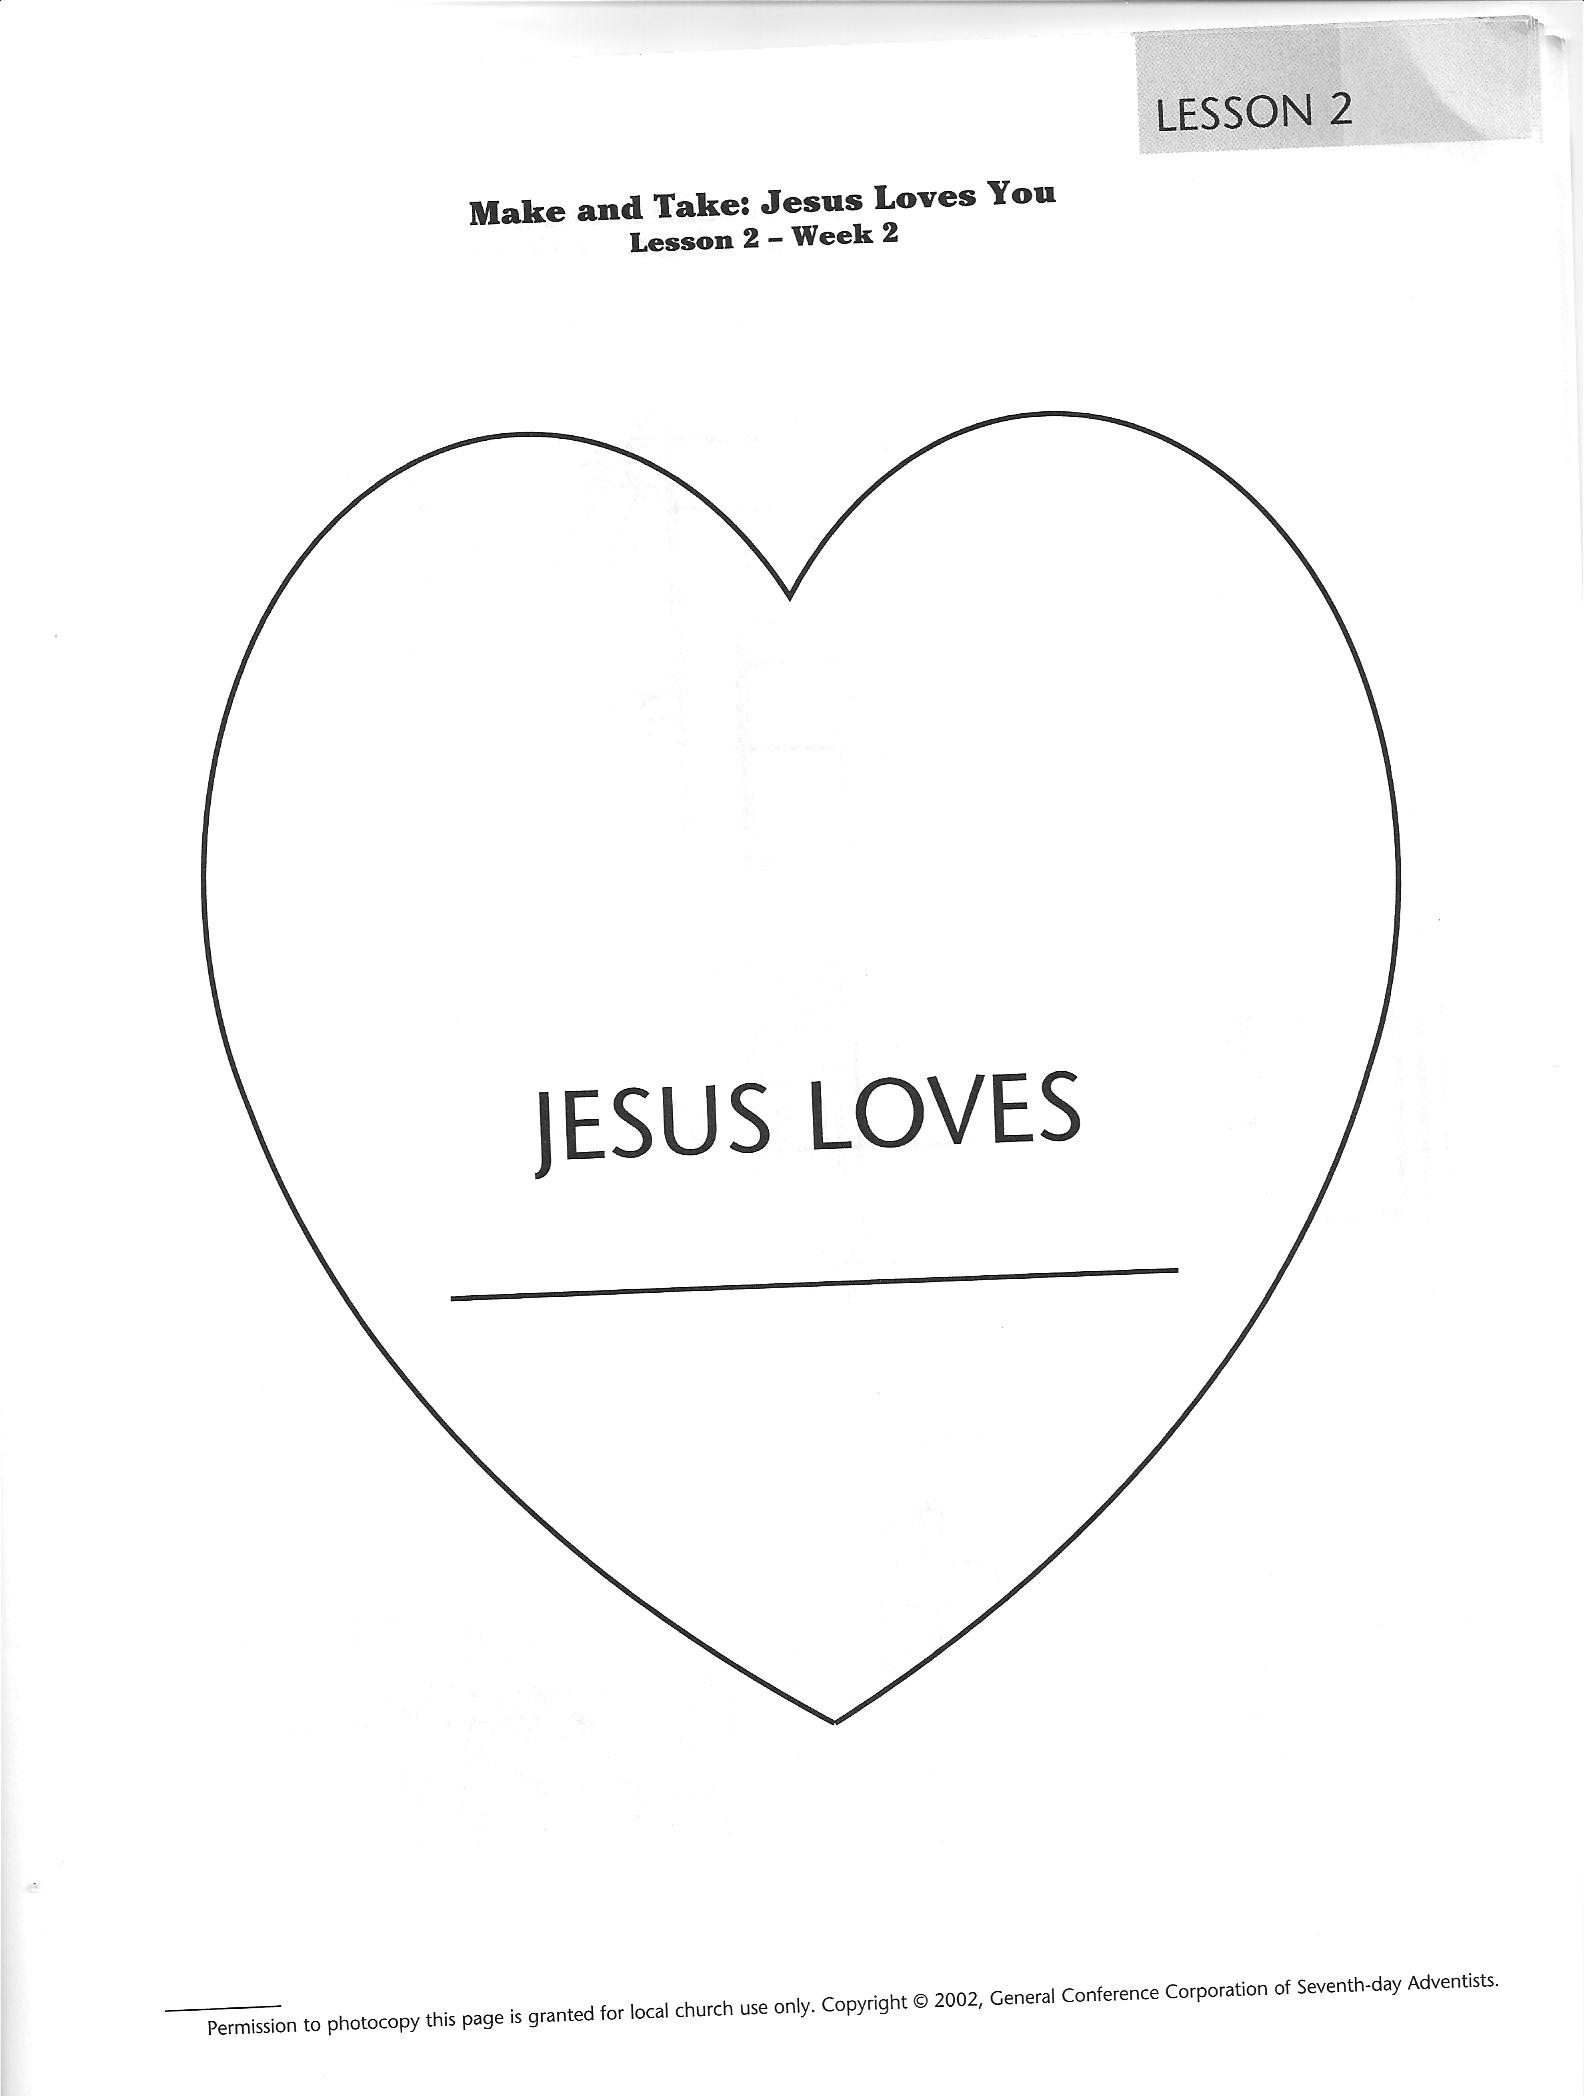 LESSON 2
Make and Take: Jesus Loves You
Lesson 2 – Week 2
JESUS LOVES
Permission to photocopy this page is granted for local church use only. Copyright © 2002, General Conference Corporation of Seventh-day Adventists.